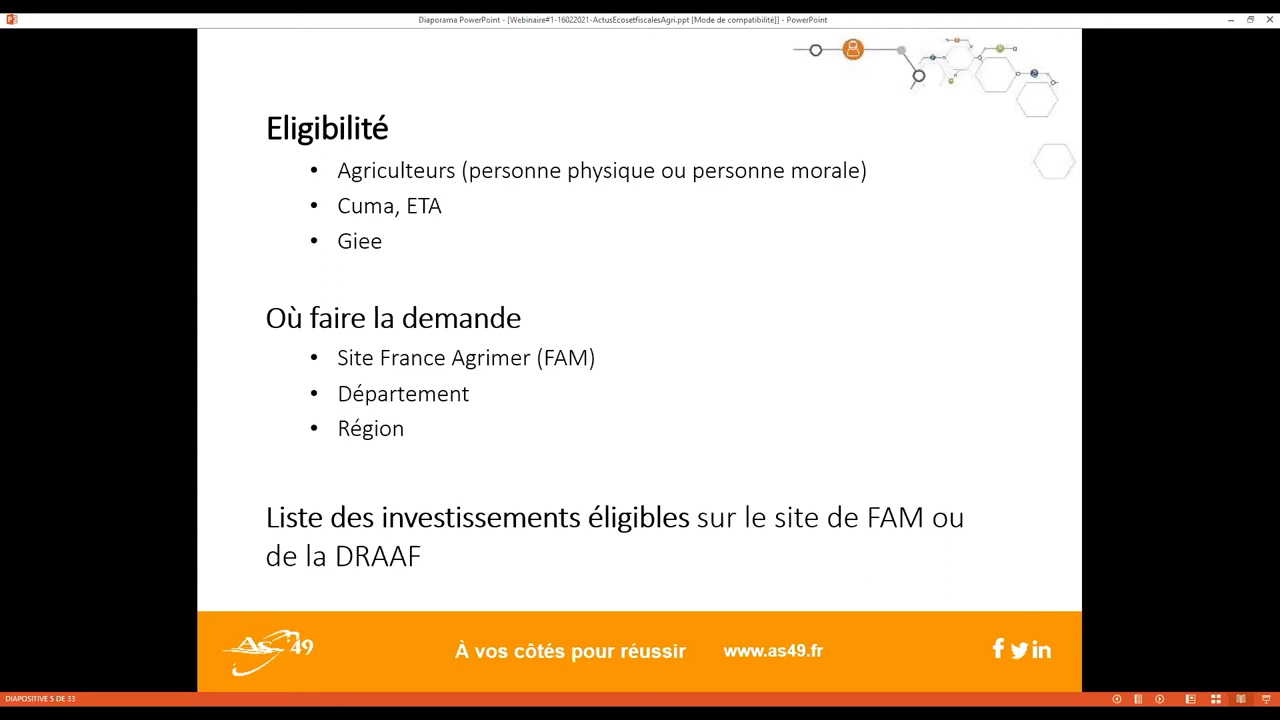 Diaporama PowerPoint - [Webinaire#1-16022021-ActusEcosetfiscalesAgri.ppt [Mode de compatibilité]] - PowerPoint
Eligibilité
• Agriculteurs (personne physique ou personne morale)
• Cuma, ETA
• Giee
Où faire la demande
• Site France Agrimer (FAM)
• Département
• Région
Liste des investissements éligibles sur le site de FAM ou
de la DRAAF
As 49
À vos côtés pour réussir
www.as49.fr
DIAPOSITIVE 5 DE 33